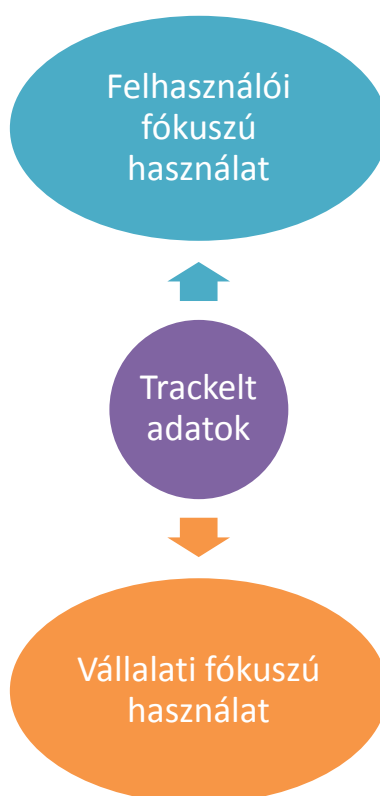 Felhasználói
fókuszú
használat
Trackelt
adatok
Vállalati fókuszú
használat